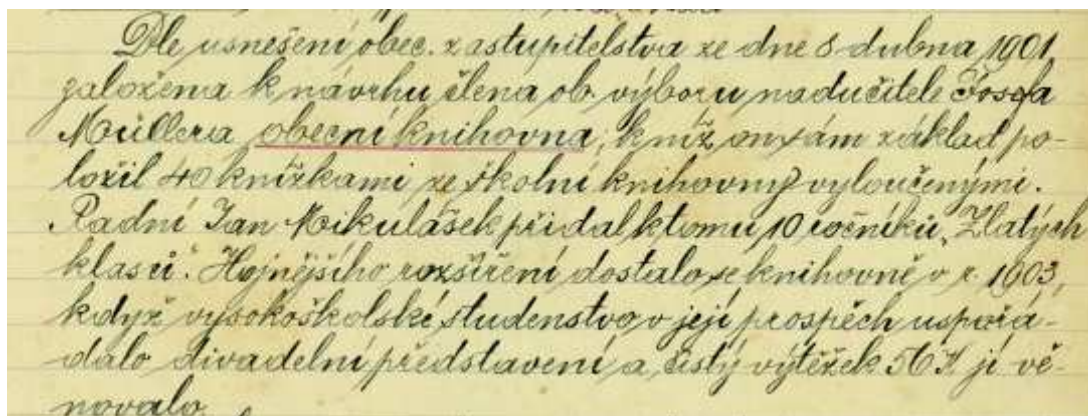 Dle usnešení obec. zastupitelstva ze dne 8 dubna 1901
založena k návrhu člena ob. výboru nadučitele Josefa
Müllera obecní knihovna, k níž on sám základ po-
ložil 40 knížkami ze školní knihovny vyloučenými.
Radní Jan Mikulášek přidal k tomu 10 ročníků „Zlatých
klasů“. Hojnějšího rozšíření dostalo se knihovně v r. 1903,
když vysokoškolské studenstvo v její prospěch uspořá-
dalo divadelní představení a čistý výtěžek 56 K jí vě-
novalo.